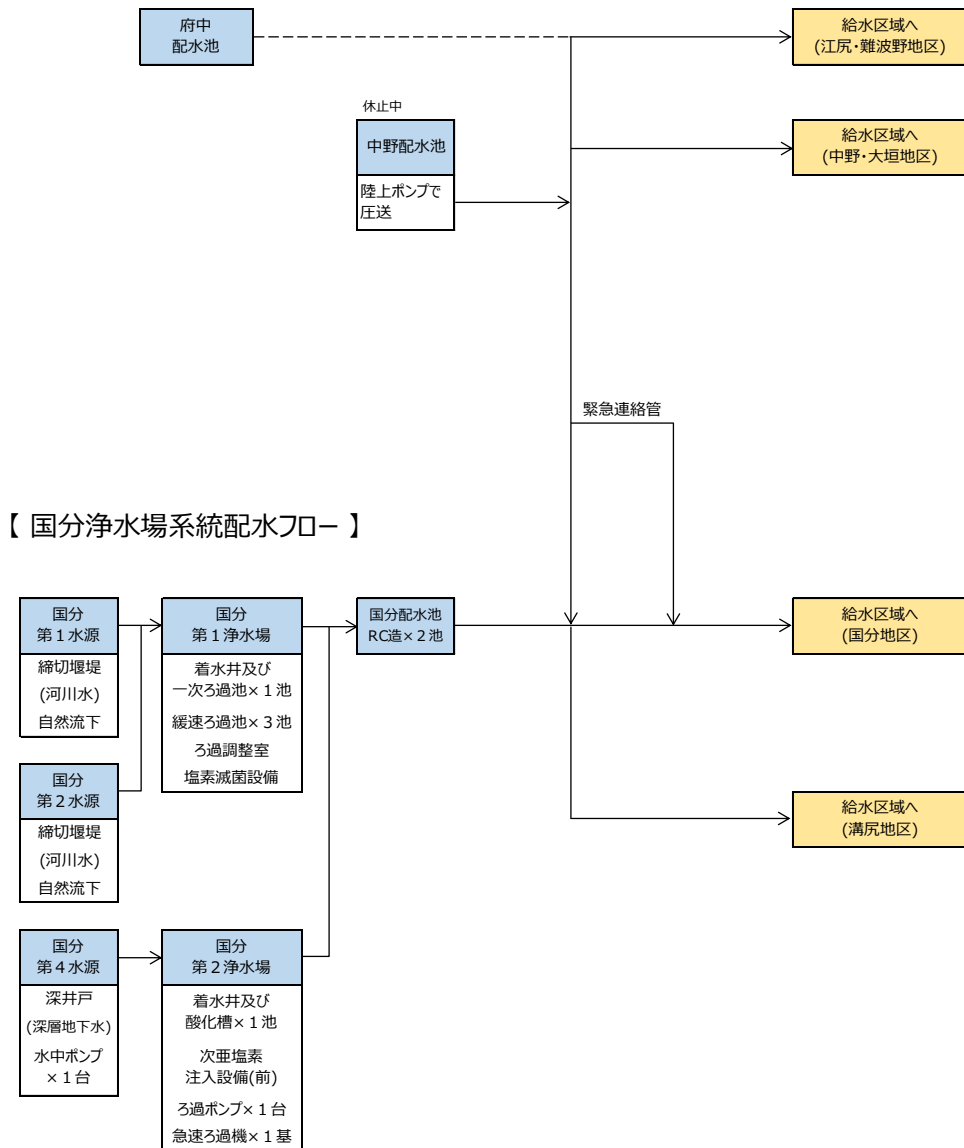 府中
配水池
給水区域へ
(江尻・難波野地区)
休止中
中野配水池
陸上ポンプで
圧送
給水区域へ
(中野・大垣地区)
緊急連絡管
【 国分浄水場系統配水フロー 】
国分
第１水源
締切堰堤
(河川水)
自然流下
国分
第１浄水場
着水井及び
一次ろ過池×１池
緩速ろ過池×３池
ろ過調整室
塩素滅菌設備
国分配水池
RC造×２池
給水区域へ
(国分地区)
国分
第２水源
締切堰堤
(河川水)
自然流下
給水区域へ
(溝尻地区)
国分
第４水源
深井戸
(深層地下水)
水中ポンプ
×１台
国分
第２浄水場
着水井及び
酸化槽×１池
次亜塩素
注入設備(前)
ろ過ポンプ×１台
急速ろ過機×１基